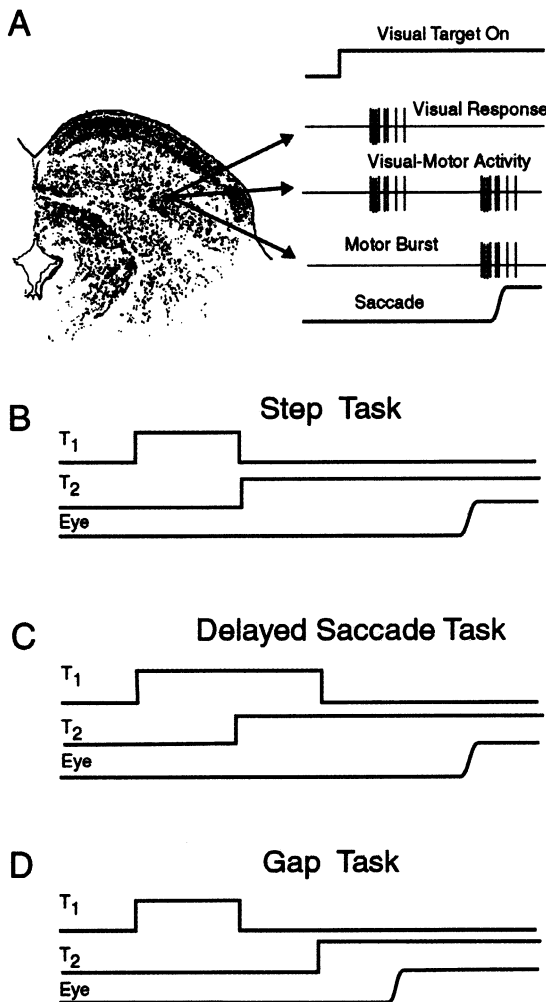 A
Visual Target On
Visual Response
Visual-Motor Activity
Motor Burst
Saccade
B
Step Task
T1
T2
Eye
C
Delayed Saccade Task
T1
T2
Eye
D
Gap Task
T1
T2
Eye